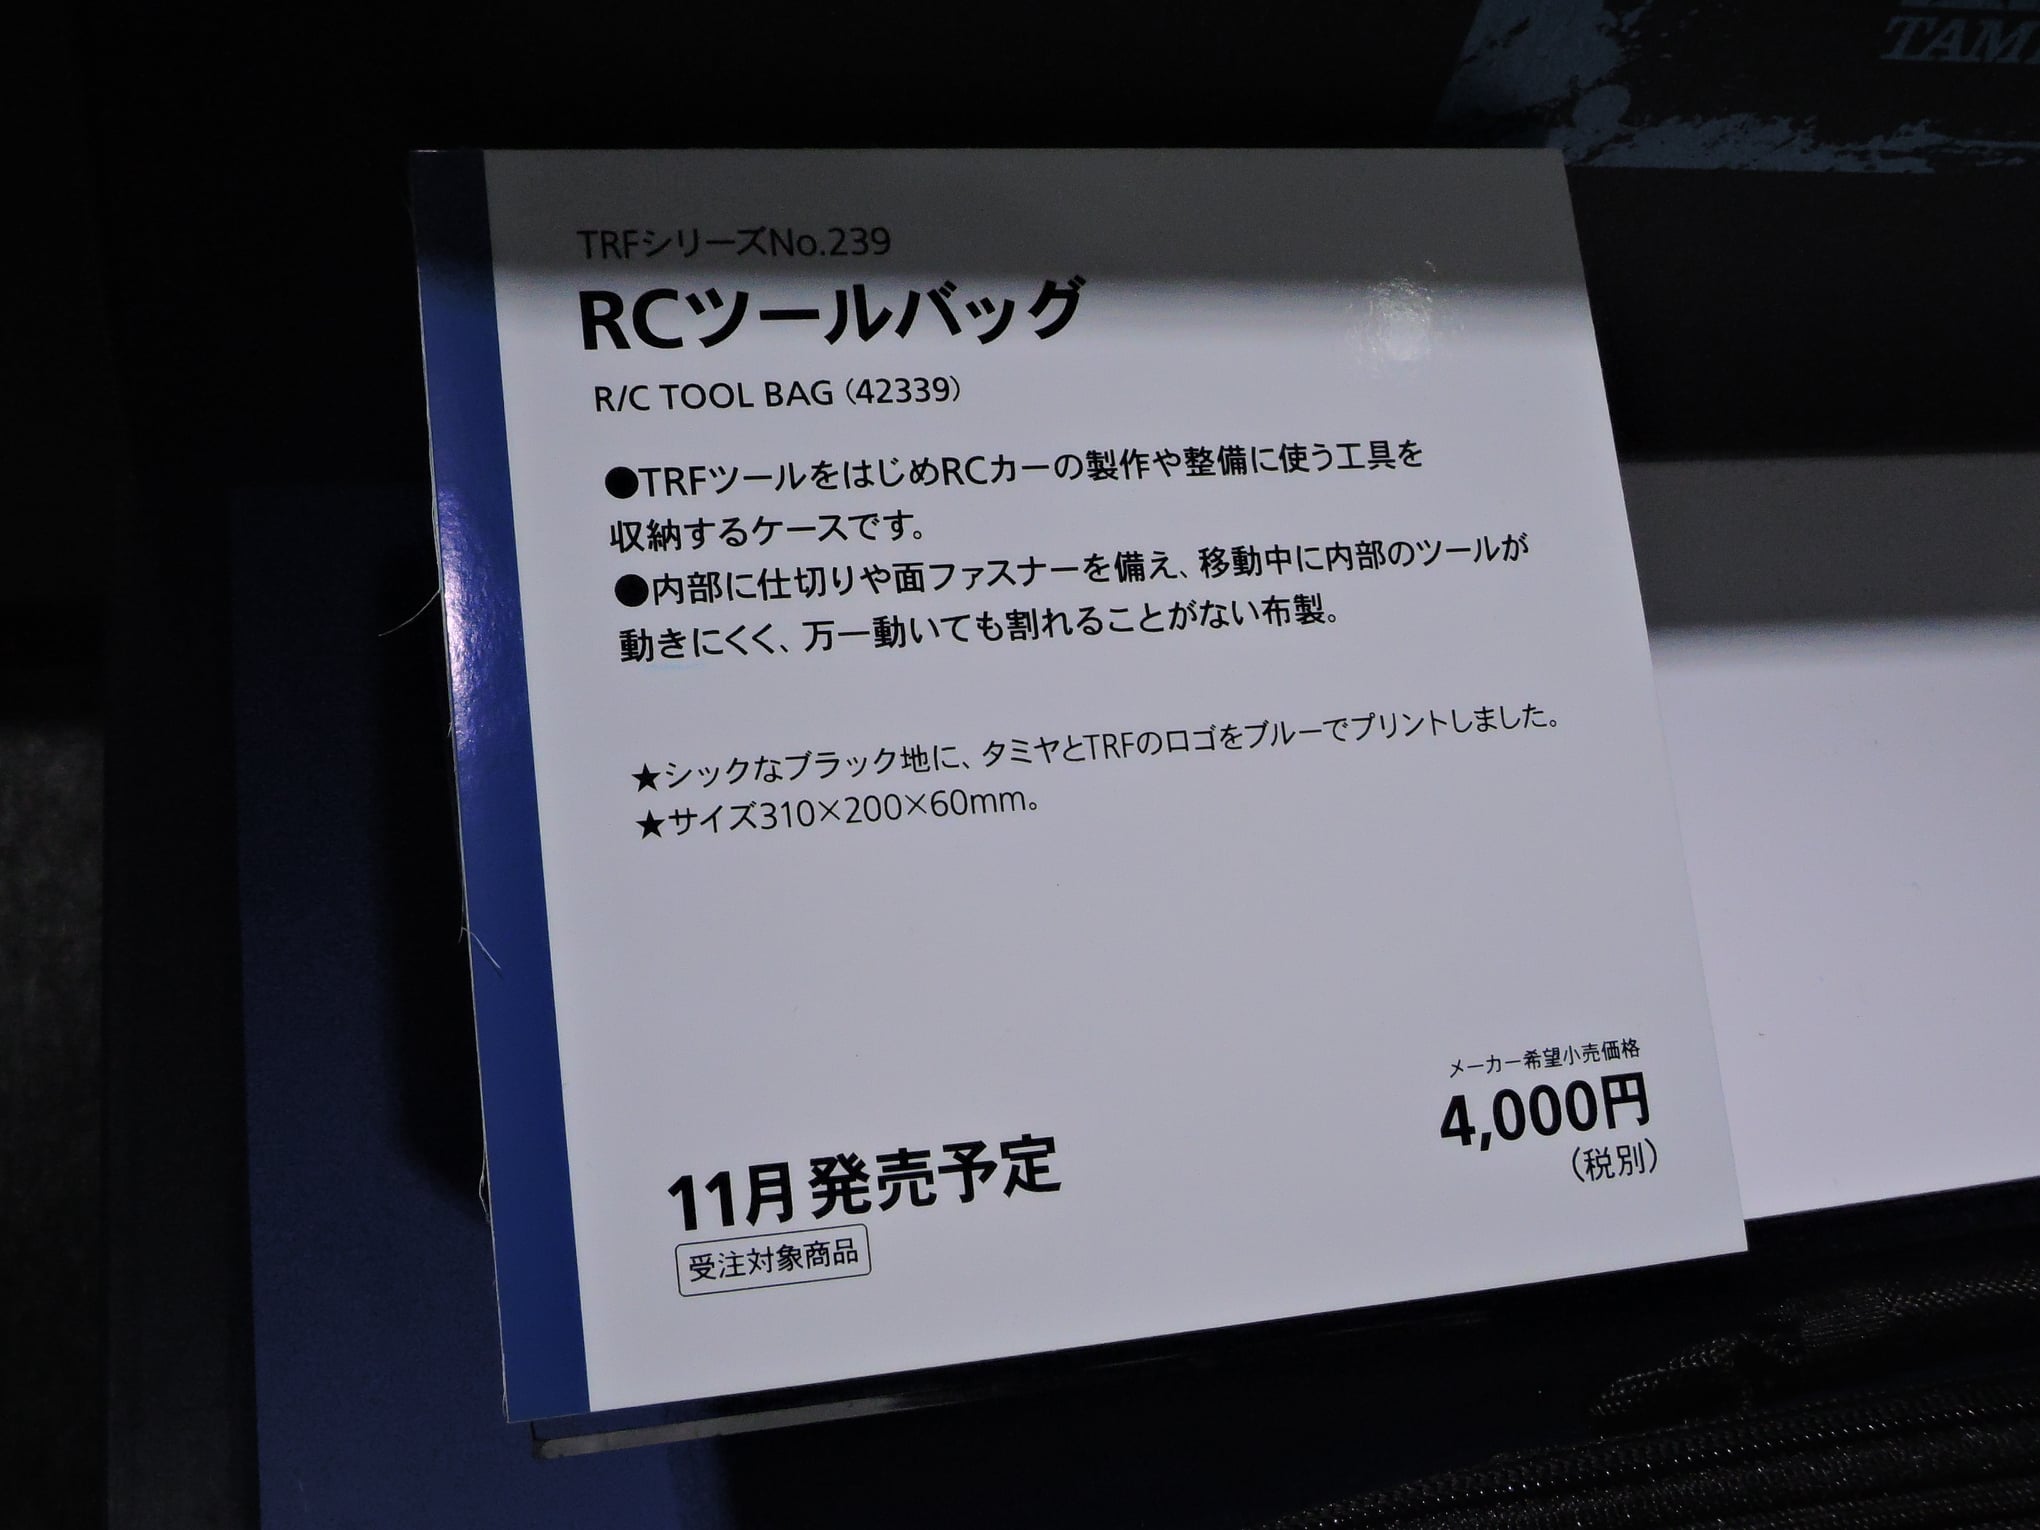 TAM
TRFシリーズNo.239
RCツールバッグ
R/C TOOL BAG（42339）
●TRFツールをはじめRCカーの製作や整備に使う工具を
収納するケースです。
●内部に仕切りや面ファスナーを備え、移動中に内部のツールが
動きにくく、万一動いても割れることがない布製。
★シックなブラック地に、タミヤとTRFのロゴをブルーでプリントしました。
★サイズ310×200×60mm。
メーカー希望小売価格
4,000円
（税別）
11月発売予定
受注対象商品